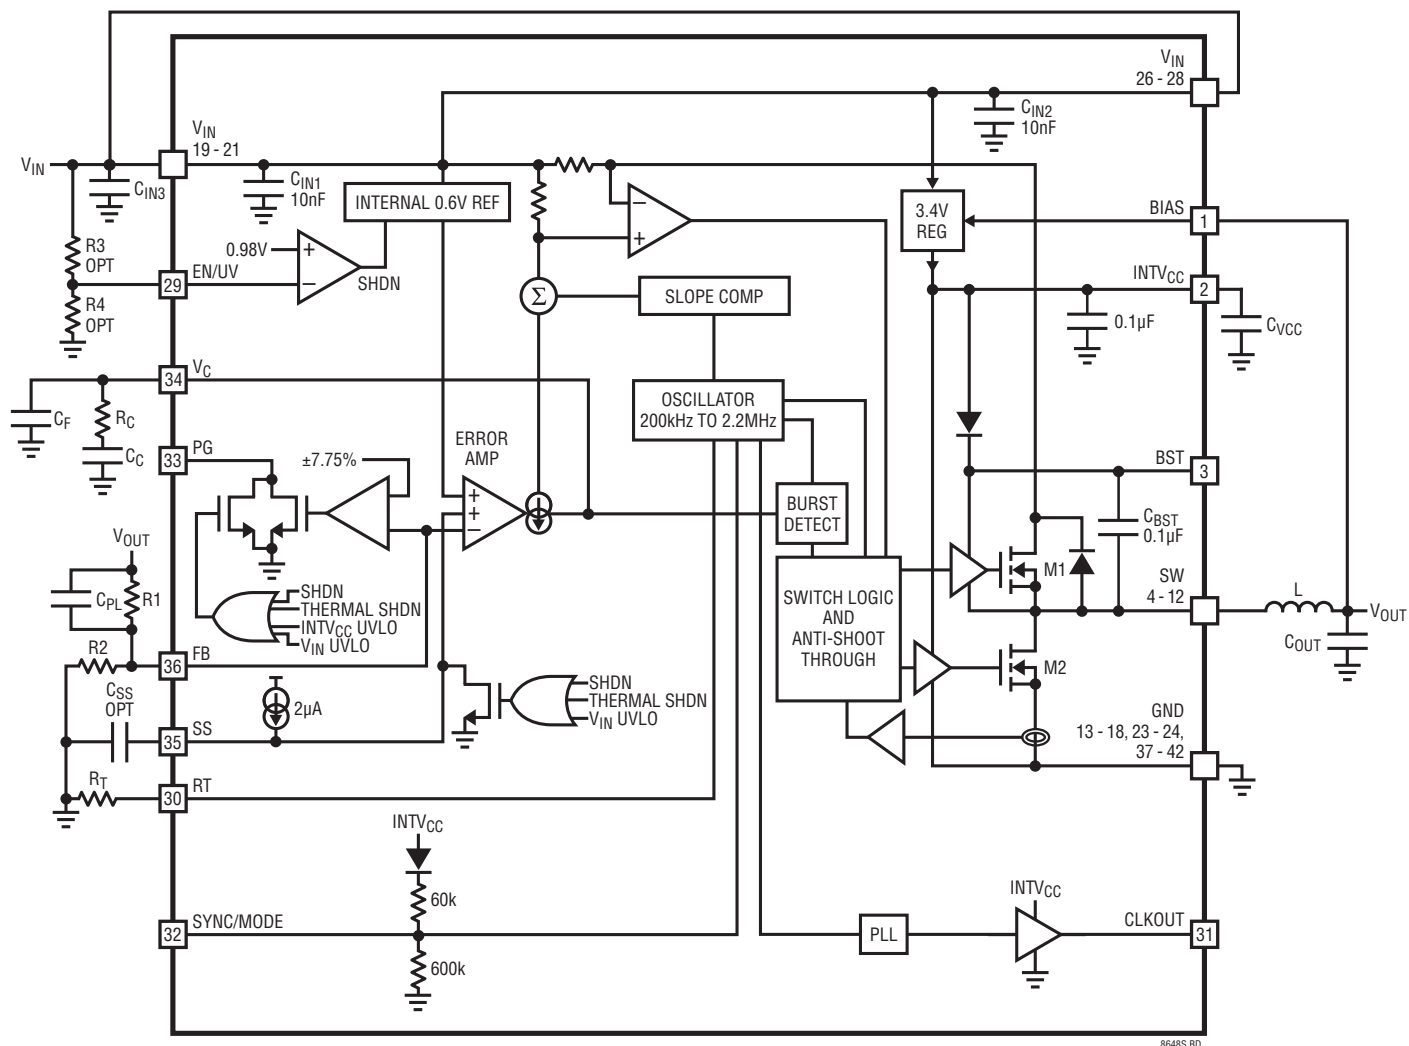 VIN
26 - 28
CIN2
10nF
VIN
19 - 21
VIN
CIN3
CIN1
10nF
INTERNAL 0.6V REF
−
+
3.4V
REG
BIAS
1
R3
OPT
0.98V
+
−
SHDN
EN/UV
29
R4
OPT
Σ
SLOPE COMP
INTVCC
2
0.1µF
CVCC
VC
34
CF
RC
CC
OSCILLATOR
200kHz TO 2.2MHz
PG
33
±7.75%
ERROR
AMP
+
+
−
BURST
DETECT
BST
3
CBST
0.1µF
M1
SW
4 - 12
L
VOUT
COUT
VOUT
CPL
R1
SHDN
THERMAL SHDN
INTVCC UVLO
VIN UVLO
SWITCH LOGIC
AND
ANTI-SHOOT
THROUGH
M2
R2
FB
36
CSS
OPT
2µA
SHDN
THERMAL SHDN
VIN UVLO
GND
13 - 18, 23 - 24,
37 - 42
SS
35
RT
RT
30
INTVCC
60k
SYNC/MODE
32
600k
PLL
INTVCC
CLKOUT
31
8648S BD